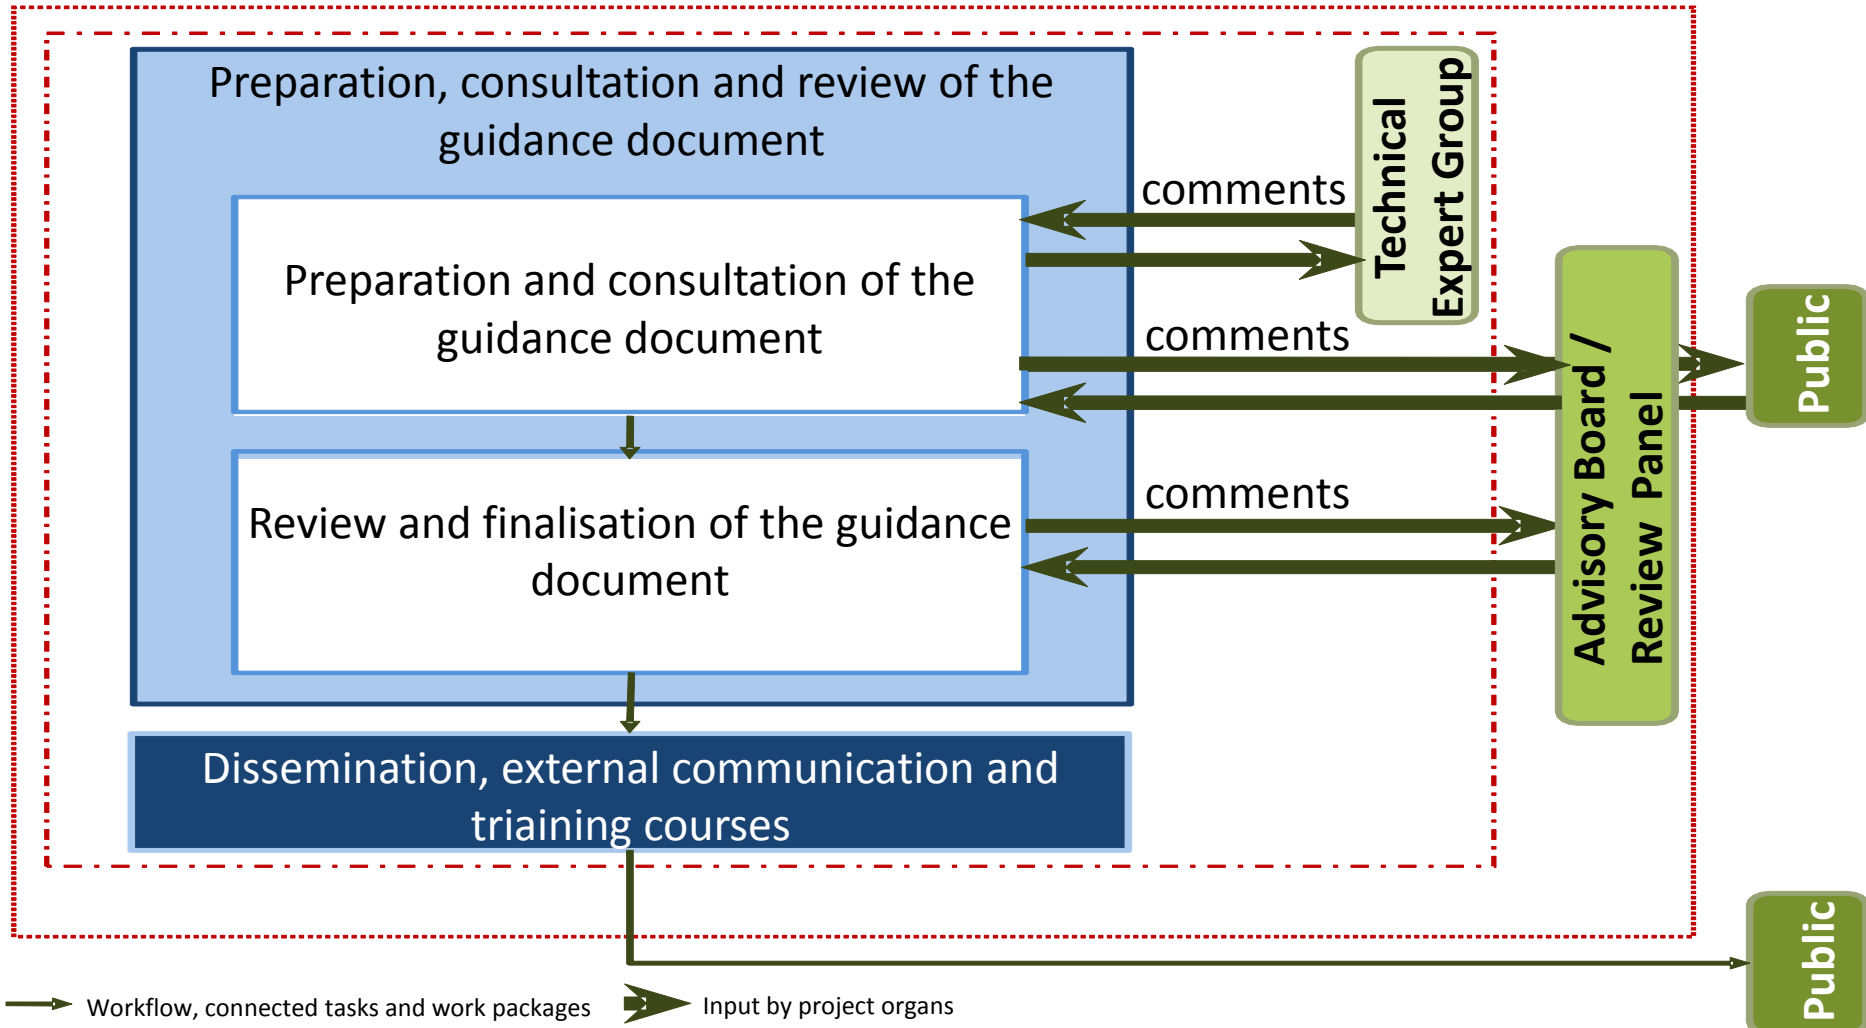 Preparation, consultation and review of the
guidance document
Technical
Expert Group
comments
Preparation and consultation of the
guidance document
comments
Advisory Board /
Review Panel
Public
comments
Review and finalisation of the guidance
document
Dissemination, external communication and
triaining courses
Public
Workflow, connected tasks and work packages
Input by project organs